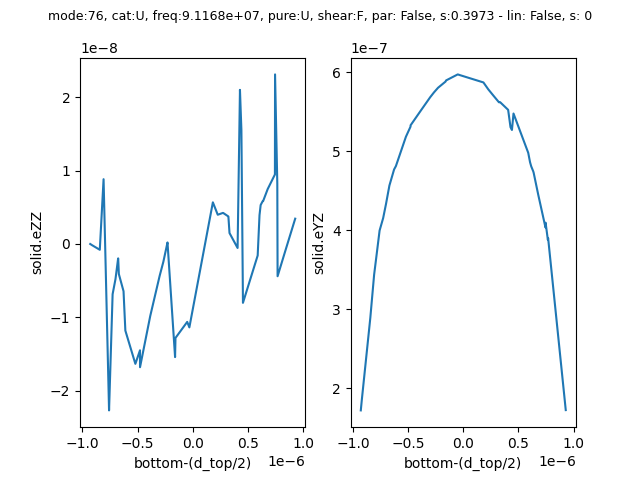 mode:76, cat:U, freq:9.1168e+07, pure:U, shear:F, par: False, s:0.3973 - lin: False, s: 0
1e−8
2
1
0
−1
−2
solid.eZZ
−1.0
−0.5
0.0
0.5
1.0
bottom-(d_top/2)
1e−6
1e−7
6
5
4
3
2
solid.eYZ
−1.0
−0.5
0.0
0.5
1.0
bottom-(d_top/2)
1e−6